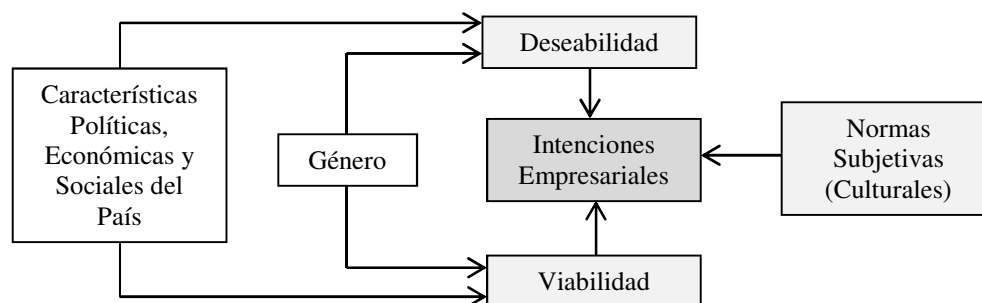 Deseabilidad
Características
Políticas,
Económicas y
Sociales del
País
Género
Intenciones
Empresariales
Normas
Subjetivas
(Culturales)
Viabilidad